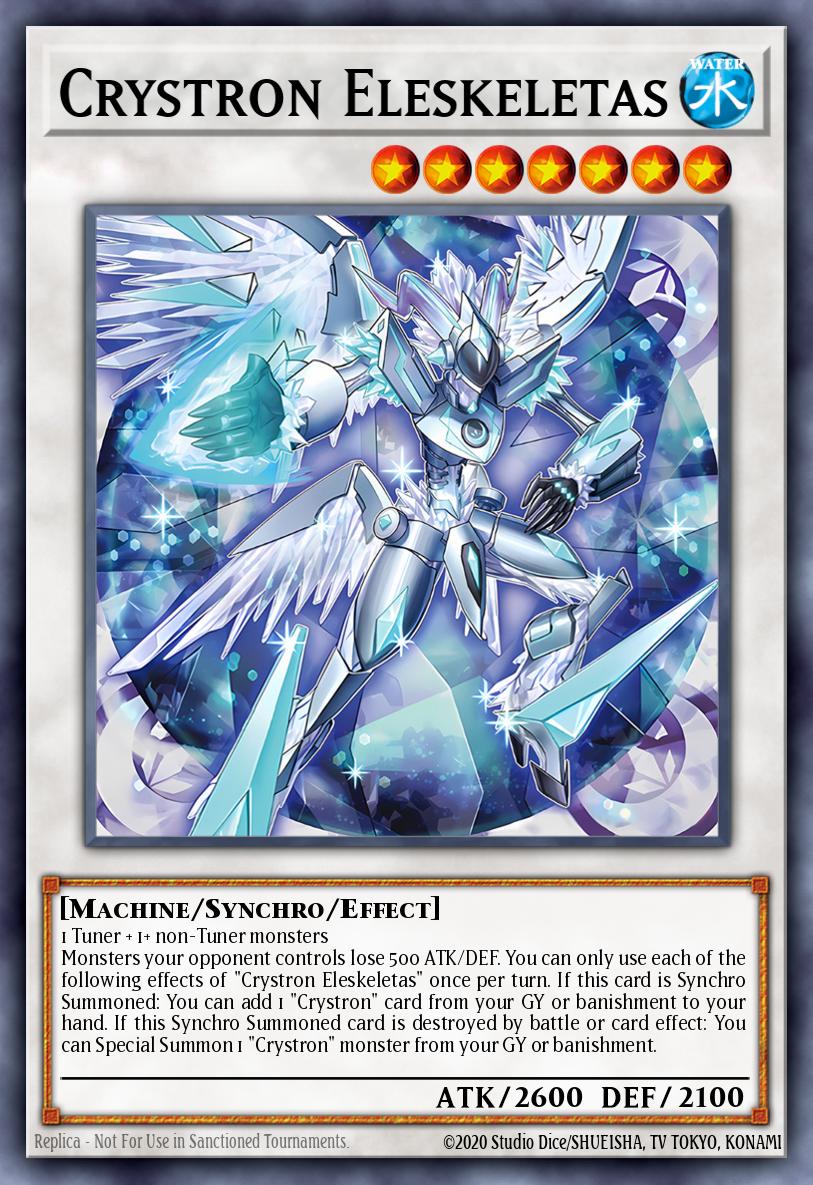 Crystron Eleskeletas
WATER
水
[Machine/Synchro/Effect]
1 Tuner + 1+ non-Tuner monsters
Monsters your opponent controls lose 500 ATK/DEF. You can only use each of the
following effects of "Crystron Eleskeletas" once per turn. If this card is Synchro
Summoned: You can add 1 "Crystron" card from your GY or banishment to your
hand. If this Synchro Summoned card is destroyed by battle or card effect: You
can Special Summon 1 "Crystron" monster from your GY or banishment.
ATK/2600 DEF/2100
Replica - Not For Use in Sanctioned Tournaments.
©2020 Studio Dice/SHUEISHA, TV TOKYO, KONAMI